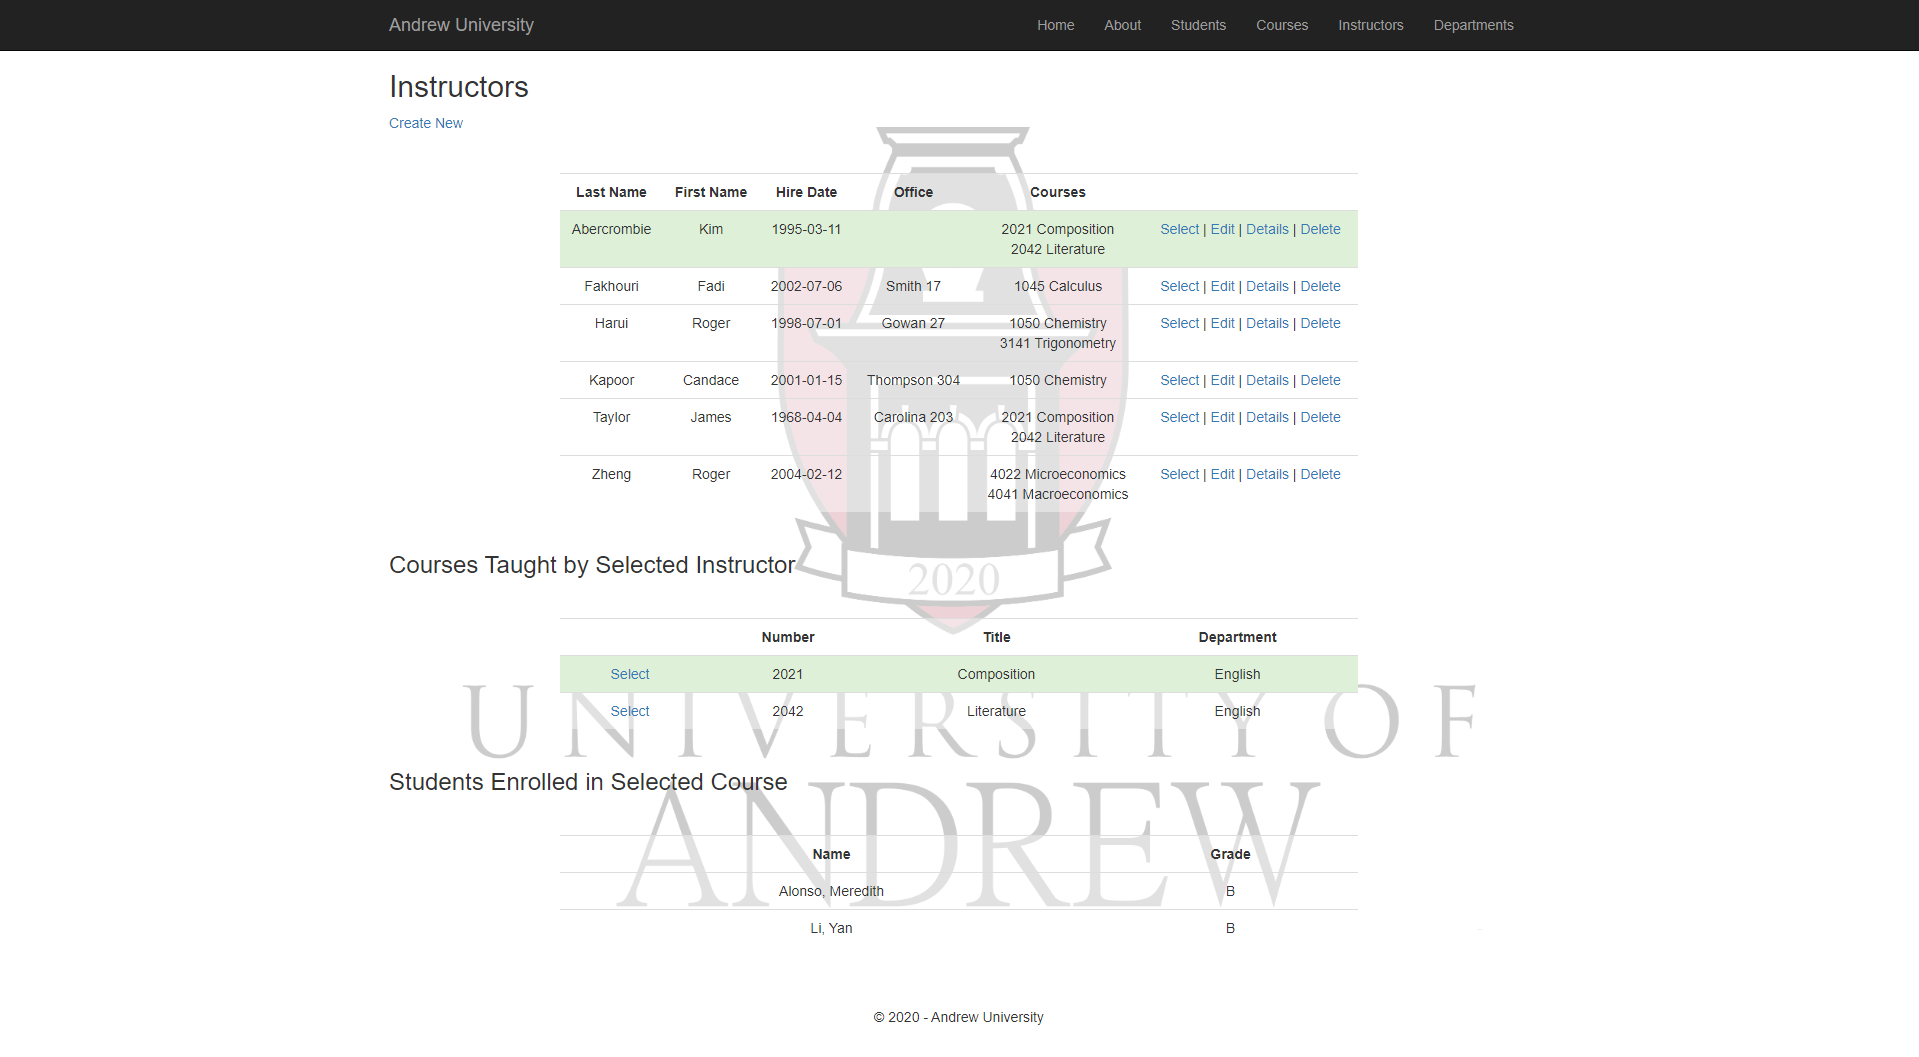 Andrew University Home About Students Courses Instructors Departments
Instructors
Create New
Last Name First Name Hire Date Office Courses
Abercrombie Kim 1995-03-11 2021 Composition Select | Edit | Details | Delete
2042 Literature
Fakhouri Fadi 2002-07-06 Smith 17 1045 Calculus Select | Edit | Details | Delete
Harui Roger 1998-07-01 Gowan 27 1050 Chemistry Select | Edit | Details | Delete
3141 Trigonometry
Kapoor Candace 2001-01-15 Thompson 304 1050 Chemistry Select | Edit | Details | Delete
Taylor James 1968-04-04 Carolina 203 2021 Composition Select | Edit | Details | Delete
2042 Literature
Zheng Roger 2004-02-12 4022 Microeconomics Select | Edit | Details | Delete
4041 Macroeconomics
Courses Taught by Selected Instructor
2020
Number Title Department
Select 2021 Composition English
Select 2042 Literature English
UNIVERSITY OF
Students Enrolled in Selected Course
ANDREW
Name Grade
Alonso, Meredith B
Li, Yan B
© 2020 - Andrew University